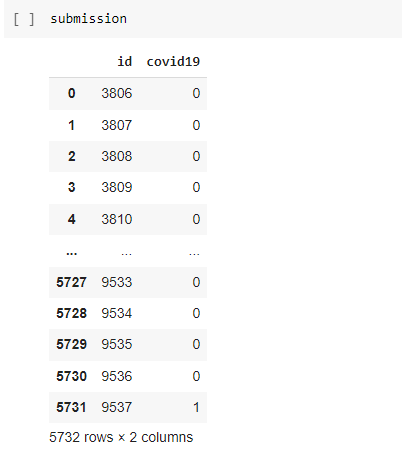 [ ] submission
id covid19
0 3806 0
1 3807 0
2 3808 0
3 3809 0
4 3810 0
... ... ...
5727 9533 0
5728 9534 0
5729 9535 0
5730 9536 0
5731 9537 1
5732 rows × 2 columns